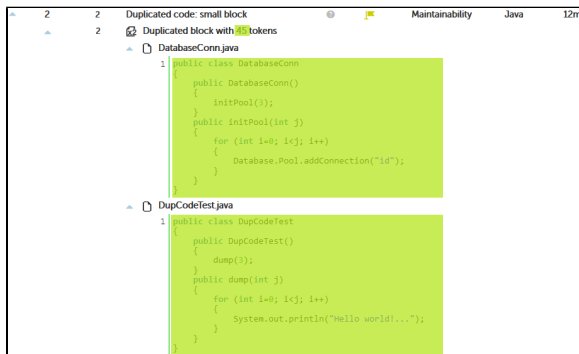 2 2 Duplicated code: small block Maintainability Java 12m
2 Duplicated block with 45 tokens
DatabaseConn.java
1 public class DatabaseConn
{
public DatabaseConn()
{
initPool(3);
}
public initPool(int j)
{
for (int i=0; i<j; i++)
{
Database.Pool.addConnection("id");
}
}
}
DupCodeTest.java
1 public class DupCodeTest
{
public DupCodeTest()
{
dump(3);
}
public dump(int j)
{
for (int i=0; i<j; i++)
{
System.out.println("Hello world!...");
}
}
}